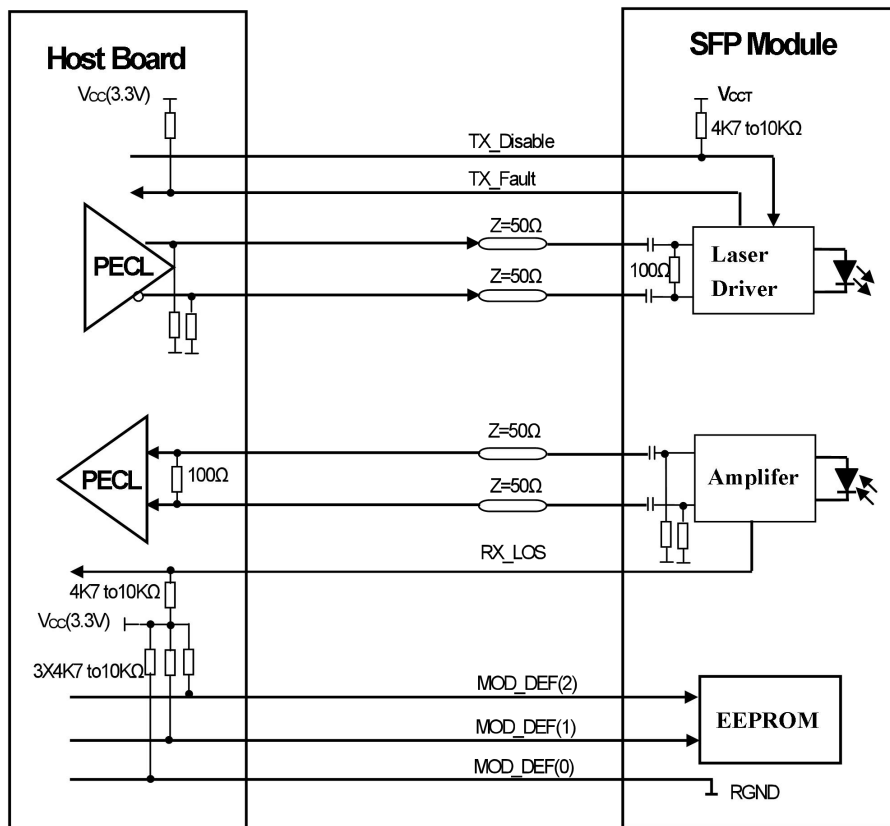 Host Board
SFP Module
VCC(3.3V)
VCCT
4K7 to10KΩ
TX_Disable
TX_Fault
Z=50Ω
PECL
100Ω
Laser
Driver
Z=50Ω
Z=50Ω
PECL
100Ω
Amplifer
Z=50Ω
RX_LOS
4K7 to10KΩ
VCC(3.3V)
3X4K7 to10KΩ
MOD_DEF(2)
EEPROM
MOD_DEF(1)
MOD_DEF(0)
RGND